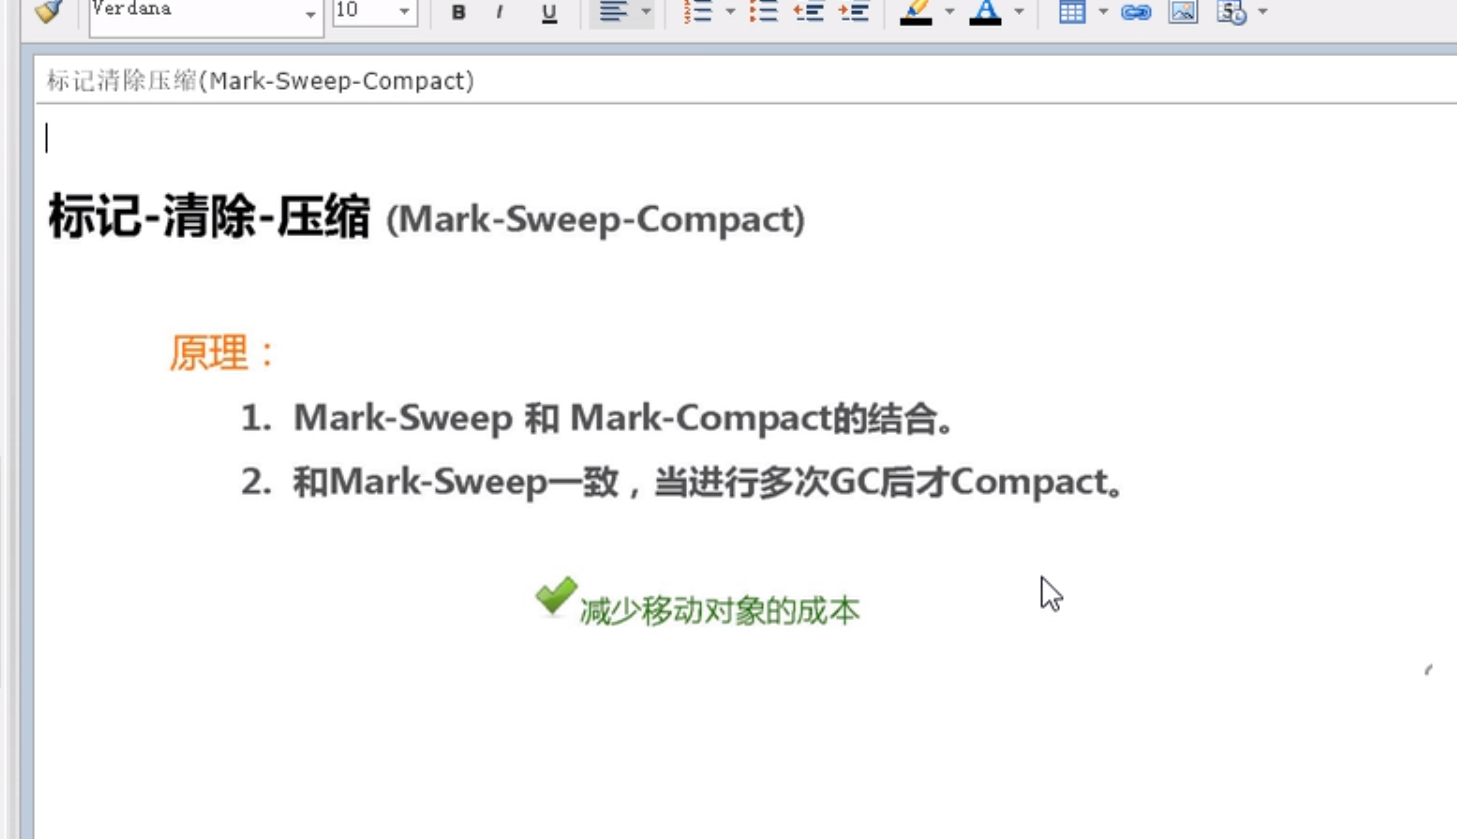 Verdana 10 B I U A
标记清除压缩(Mark-Sweep-Compact)
标记-清除-压缩 (Mark-Sweep-Compact)
原理：
1. Mark-Sweep 和 Mark-Compact的结合。
2. 和Mark-Sweep一致，当进行多次GC后才Compact。
减少移动对象的成本